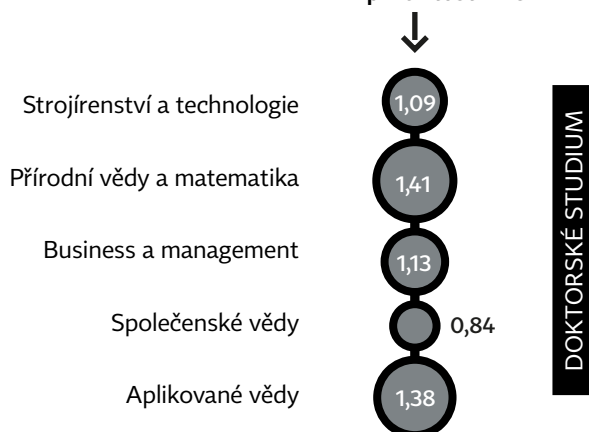 Strojírenství a technologie
1,09
Přírodní vědy a matematika
1,41
Business a management
1,13
Společenské vědy
0,84
Aplikované vědy
1,38
DOKTORSKÉ STUDIUM